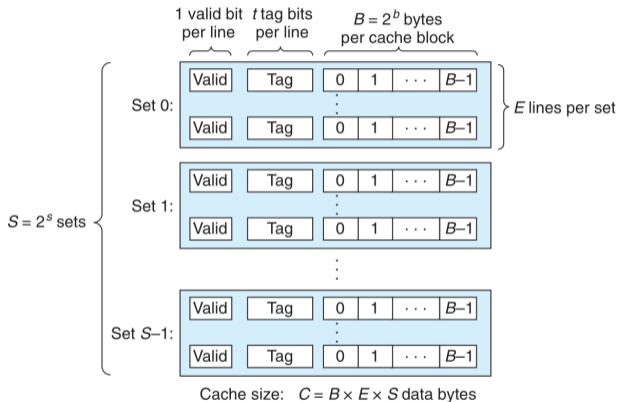 1 valid bit per line
t tag bits per line
B = 2^b bytes per cache block
Valid Tag 0 1 · · · B–1
Set 0:
E lines per set
Valid Tag 0 1 · · · B–1
Valid Tag 0 1 · · · B–1
Set 1:
S = 2^s sets
Valid Tag 0 1 · · · B–1
Valid Tag 0 1 · · · B–1
Set S–1:
Valid Tag 0 1 · · · B–1
Cache size: C = B × E × S data bytes